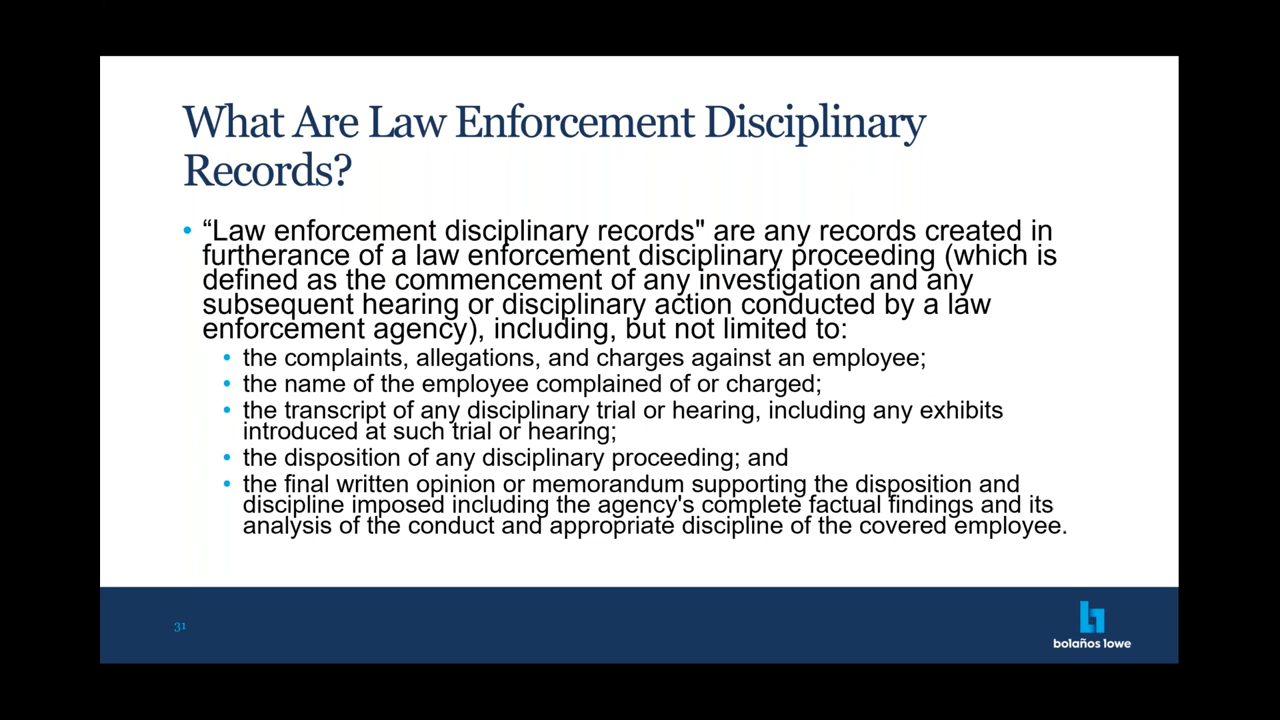 What Are Law Enforcement Disciplinary
Records?
• “Law enforcement disciplinary records" are any records created in
furtherance of a law enforcement disciplinary proceeding (which is
defined as the commencement of any investigation and any
subsequent hearing or disciplinary action conducted by a law
enforcement agency), including, but not limited to:
• the complaints, allegations, and charges against an employee;
• the name of the employee complained of or charged;
• the transcript of any disciplinary trial or hearing, including any exhibits
introduced at such trial or hearing;
• the disposition of any disciplinary proceeding; and
• the final written opinion or memorandum supporting the disposition and
discipline imposed including the agency's complete factual findings and its
analysis of the conduct and appropriate discipline of the covered employee.
31
bolaños lowe